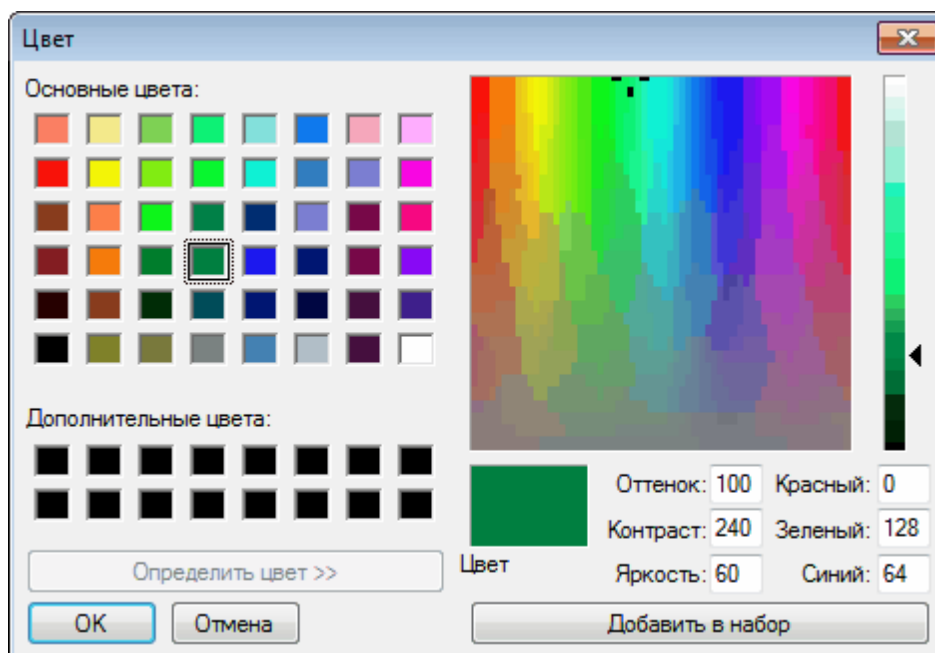 Цвет
Основные цвета:
Дополнительные цвета:
Определить цвет >>
OK
Отмена
Цвет
Оттенок: 100
Красный: 0
Контраст: 240
Зеленый: 128
Яркость: 60
Синий: 64
Добавить в набор